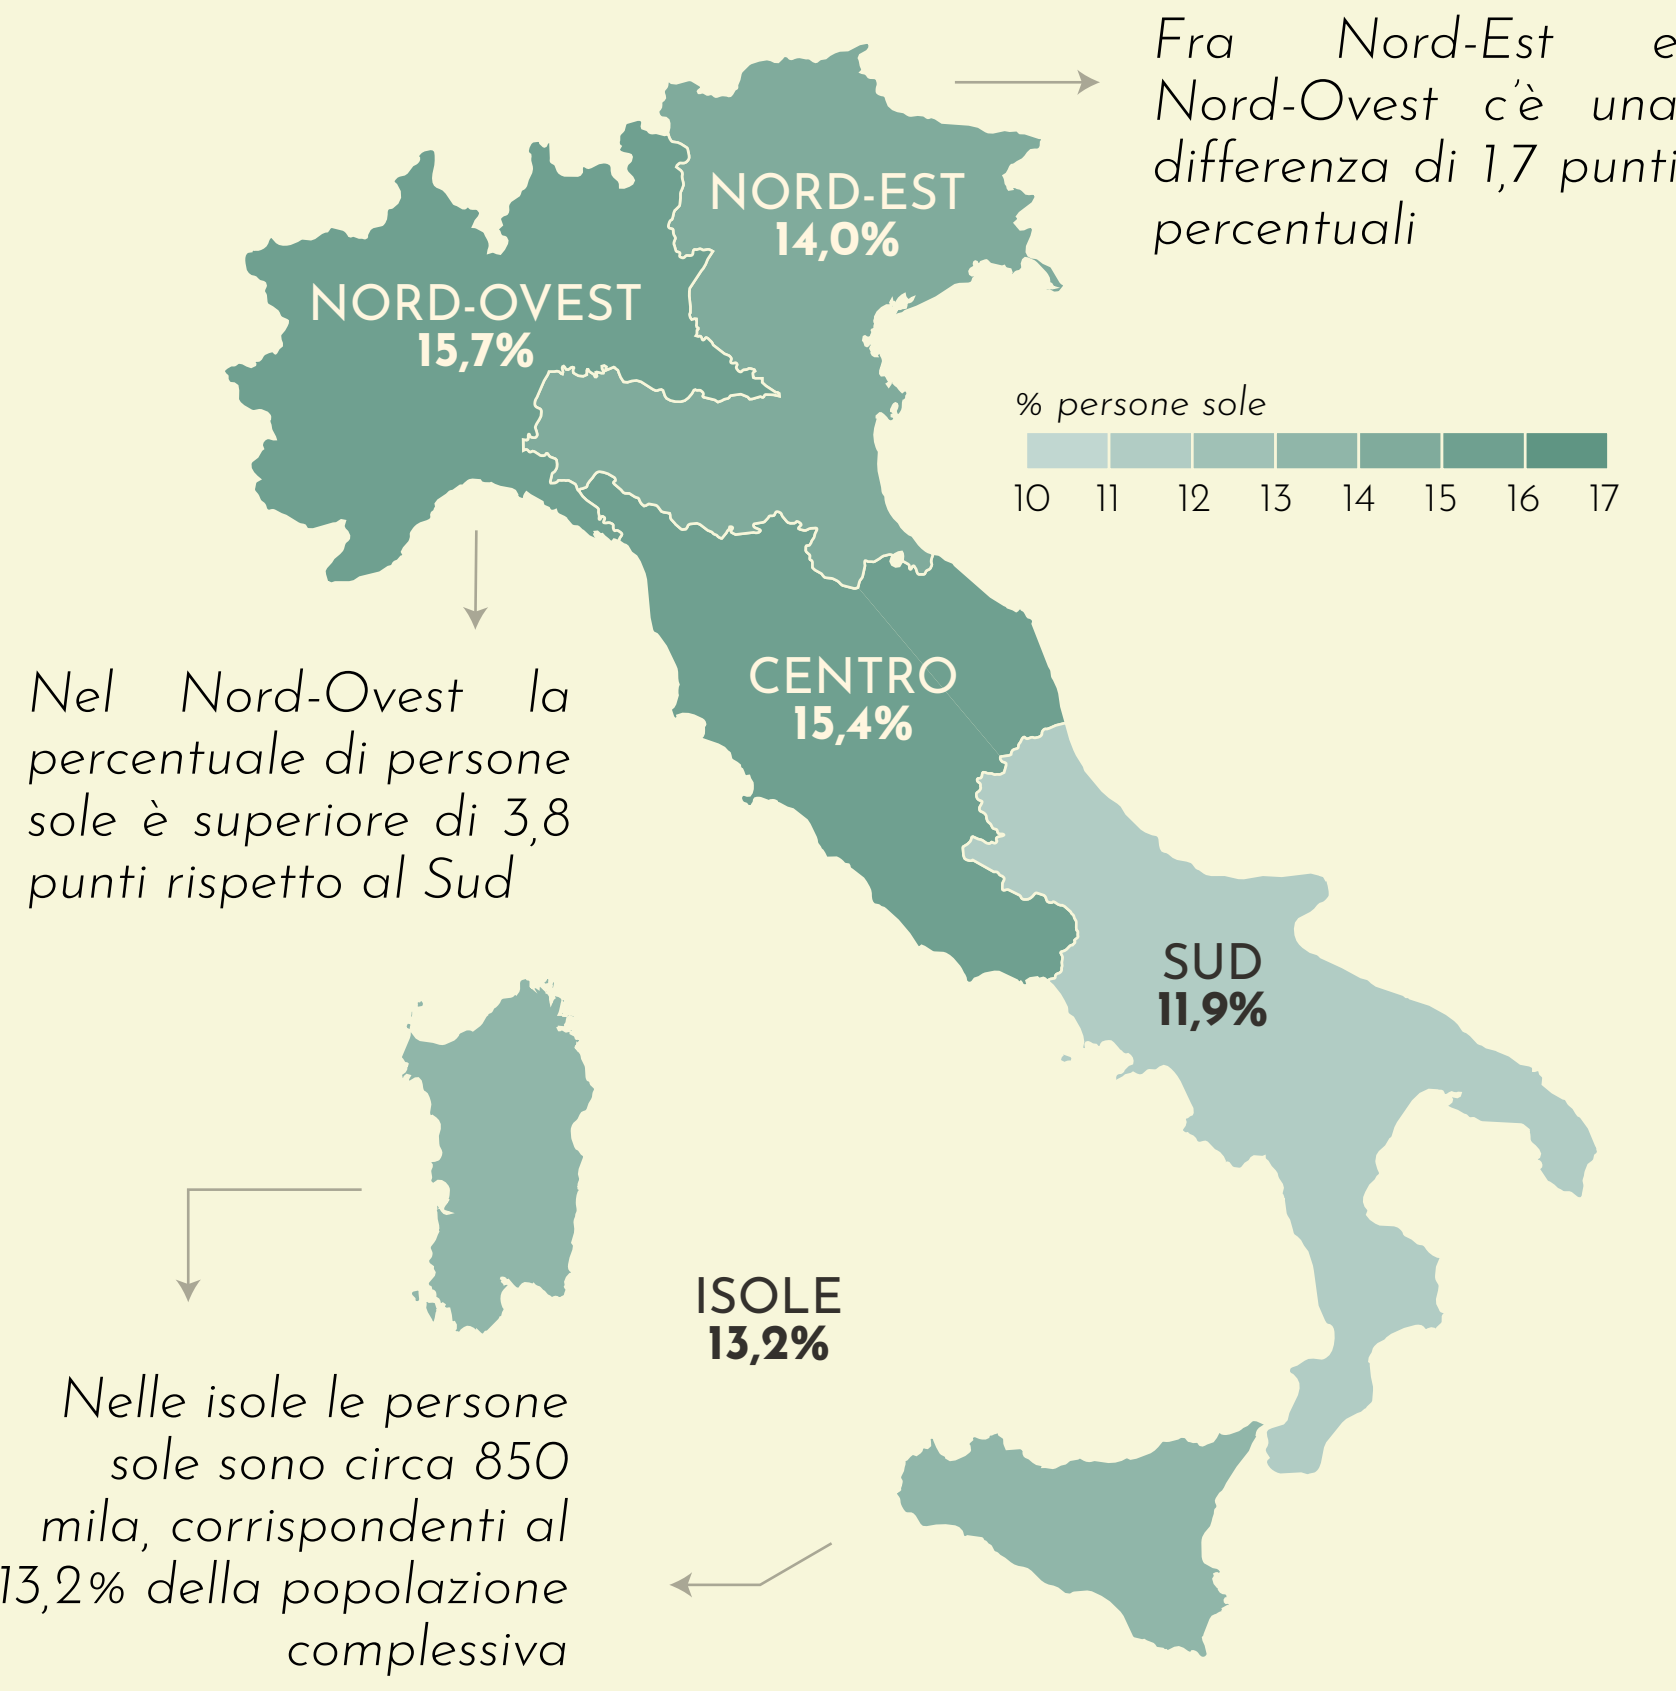 Fra Nord-Est e
Nord-Ovest c'è una
differenza di 1,7 punti
percentuali
NORD-EST
14,0%
NORD-OVEST
15,7%
% persone sole
10 11 12 13 14 15 16 17
CENTRO
15,4%
Nel Nord-Ovest la
percentuale di persone
sole è superiore di 3,8
punti rispetto al Sud
SUD
11,9%
ISOLE
13,2%
Nelle isole le persone
sole sono circa 850
mila, corrispondenti al
13,2% della popolazione
complessiva